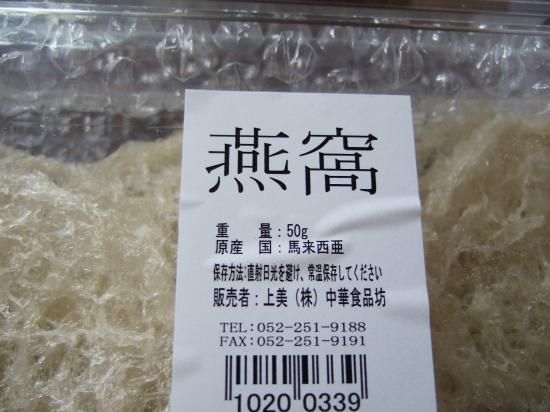 燕窩
重　量：50g
原産　国：馬来西亜
保存方法:直射日光を避け、常温保存してください
販売者：上美（株）中華食品坊
TEL:052-251-9188
FAX:052-251-9191
1020 0339